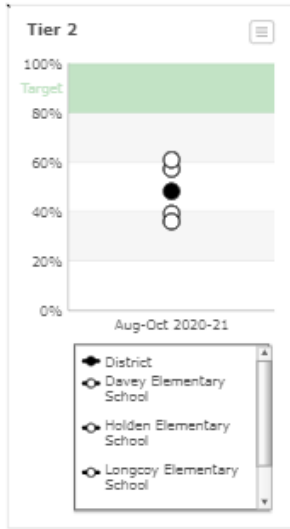 Tier 2
100%
Target
80%
60%
40%
20%
0%
Aug-Oct 2020-21
District
Davey Elementary
School
Holden Elementary
School
Longcoy Elementary
School